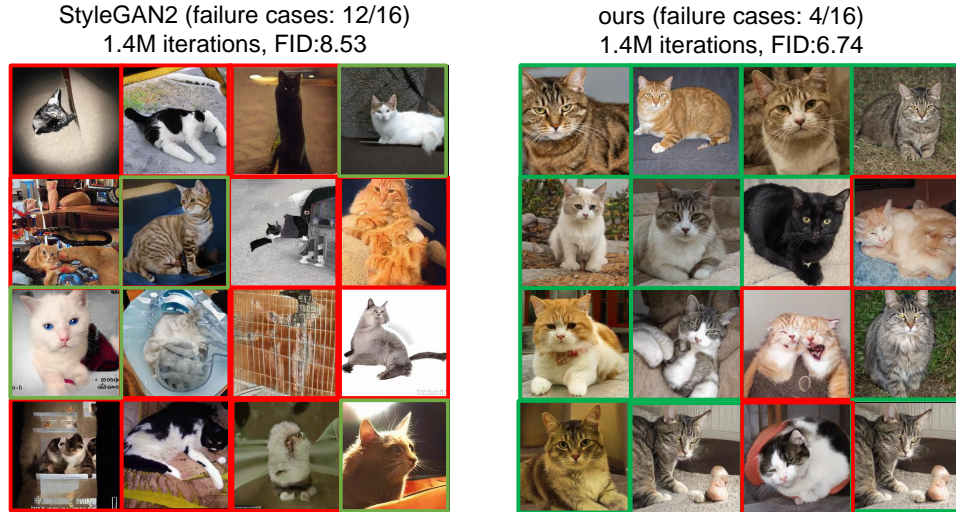 StyleGAN2 (failure cases: 12/16)
1.4M iterations, FID:8.53
ours (failure cases: 4/16)
1.4M iterations, FID:6.74